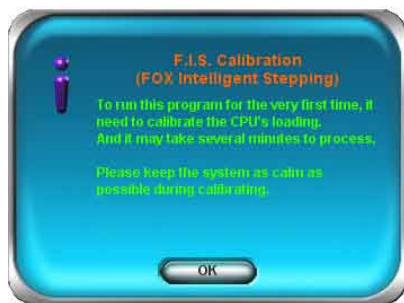 F.I.S. Calibration
(FOX Intelligent Stepping)
To run this program for the very first time, it
need to calibrate the CPU's loading.
And it may take several minutes to process,
Please keep the system as calm as
possible during calibrating.
OK